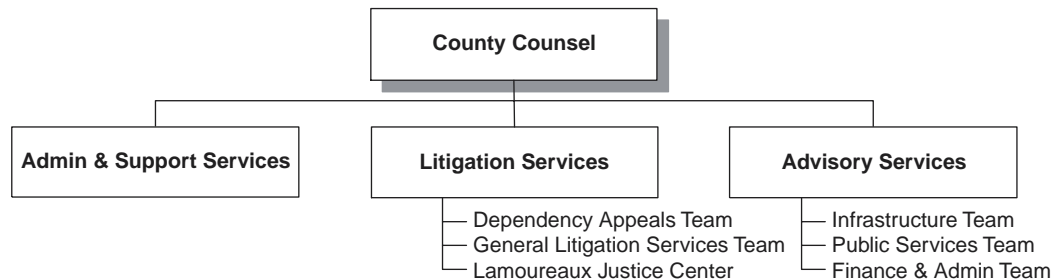 County Counsel
Admin & Support Services
Litigation Services
Advisory Services
Dependency Appeals Team
General Litigation Services Team
Lamoureaux Justice Center
Infrastructure Team
Public Services Team
Finance & Admin Team